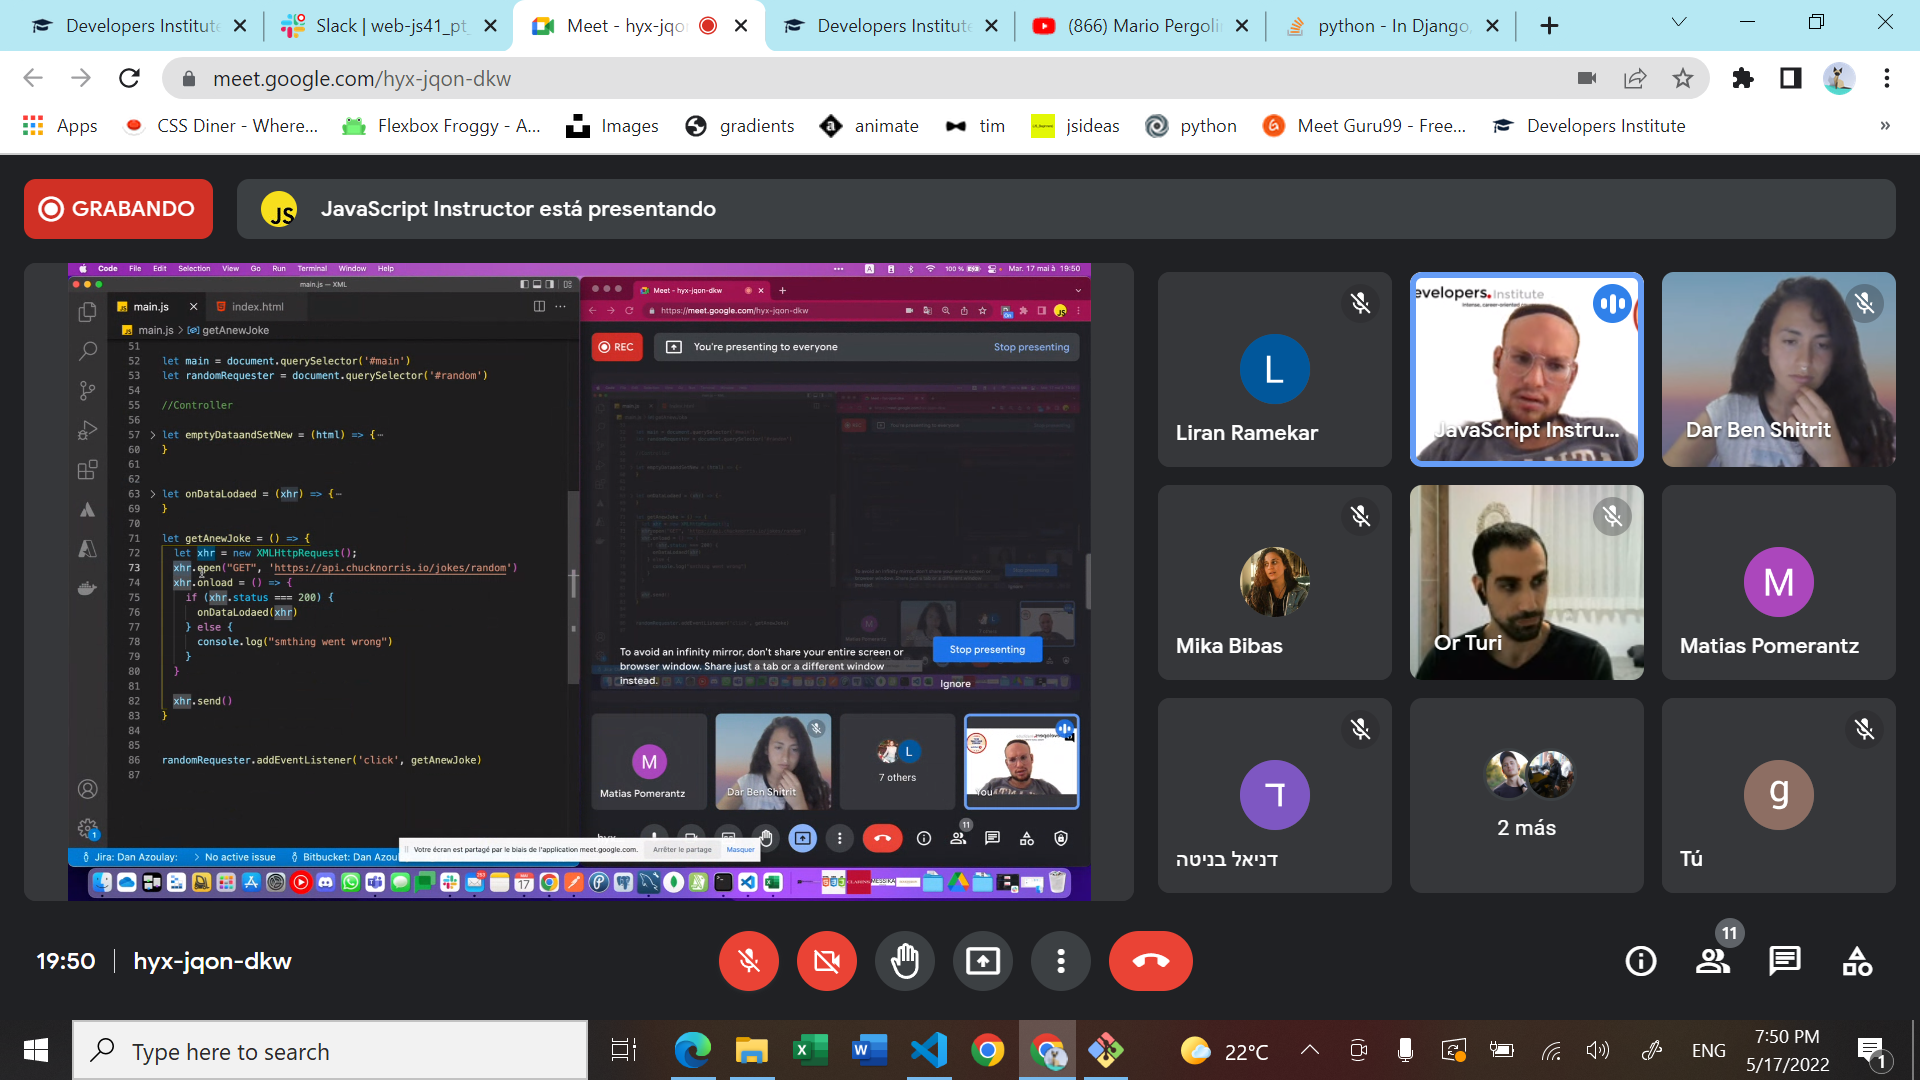 Developers Institute
Slack | web-js41_pt_
Meet - hyx-jqo
Developers Institute
(866) Mario Pergoli
python - In Django,
meet.google.com/hyx-jqon-dkw
Apps
CSS Diner - Where...
Flexbox Froggy - A...
Images
gradients
animate
tim
jsideas
python
Meet Guru99 - Free...
Developers Institute
»
GRABANDO
JS
JavaScript Instructor está presentando
Code File Edit Selection View Go Run Terminal Window Help
100 %
Mar. 17 mai à 19:50
main.js — XML
main.js
index.html
main.js > getAnewJoke
51
52 let main = document.querySelector('#main')
53 let randomRequester = document.querySelector('#random')
54
55 //Controller
56
57 let emptyDataandSetNew = (html) => {
60 }
61
62
63 let onDataLodaed = (xhr) => {
69 }
70
71 let getAnewJoke = () => {
72 let xhr = new XMLHttpRequest();
73 xhr.open("GET", 'https://api.chucknorris.io/jokes/random')
74 xhr.onload = () => {
75 if (xhr.status === 200) {
76 onDataLodaed(xhr)
77 } else {
78 console.log("smthing went wrong")
79 }
80 }
81
82 xhr.send()
83 }
84
85
86 randomRequester.addEventListener('click', getAnewJoke)
87
Jira: Dan Azoulay:
No active issue
Bitbucket: Dan Azou
Meet - hyx-jqon-dkw
https://meet.google.com/hyx-jqon-dkw
REC
You're presenting to everyone
Stop presenting
To avoid an infinity mirror, don't share your entire screen or
browser window. Share just a tab or a different window
instead.
Stop presenting
Ignore
M
Matias Pomerantz
Dar Ben Shitrit
L
7 others
You
11
Votre écran est partagé par le biais de l'application meet.google.com.
Arrêter le partage
Masquer
L
Liran Ramekar
evelopers.Institute
JavaScript Instru...
Dar Ben Shitrit
Mika Bibas
Or Turi
M
Matias Pomerantz
ד
דניאל בניטה
2 más
g
Tú
19:50
hyx-jqon-dkw
11
Type here to search
22°C
ENG
7:50 PM
5/17/2022
1